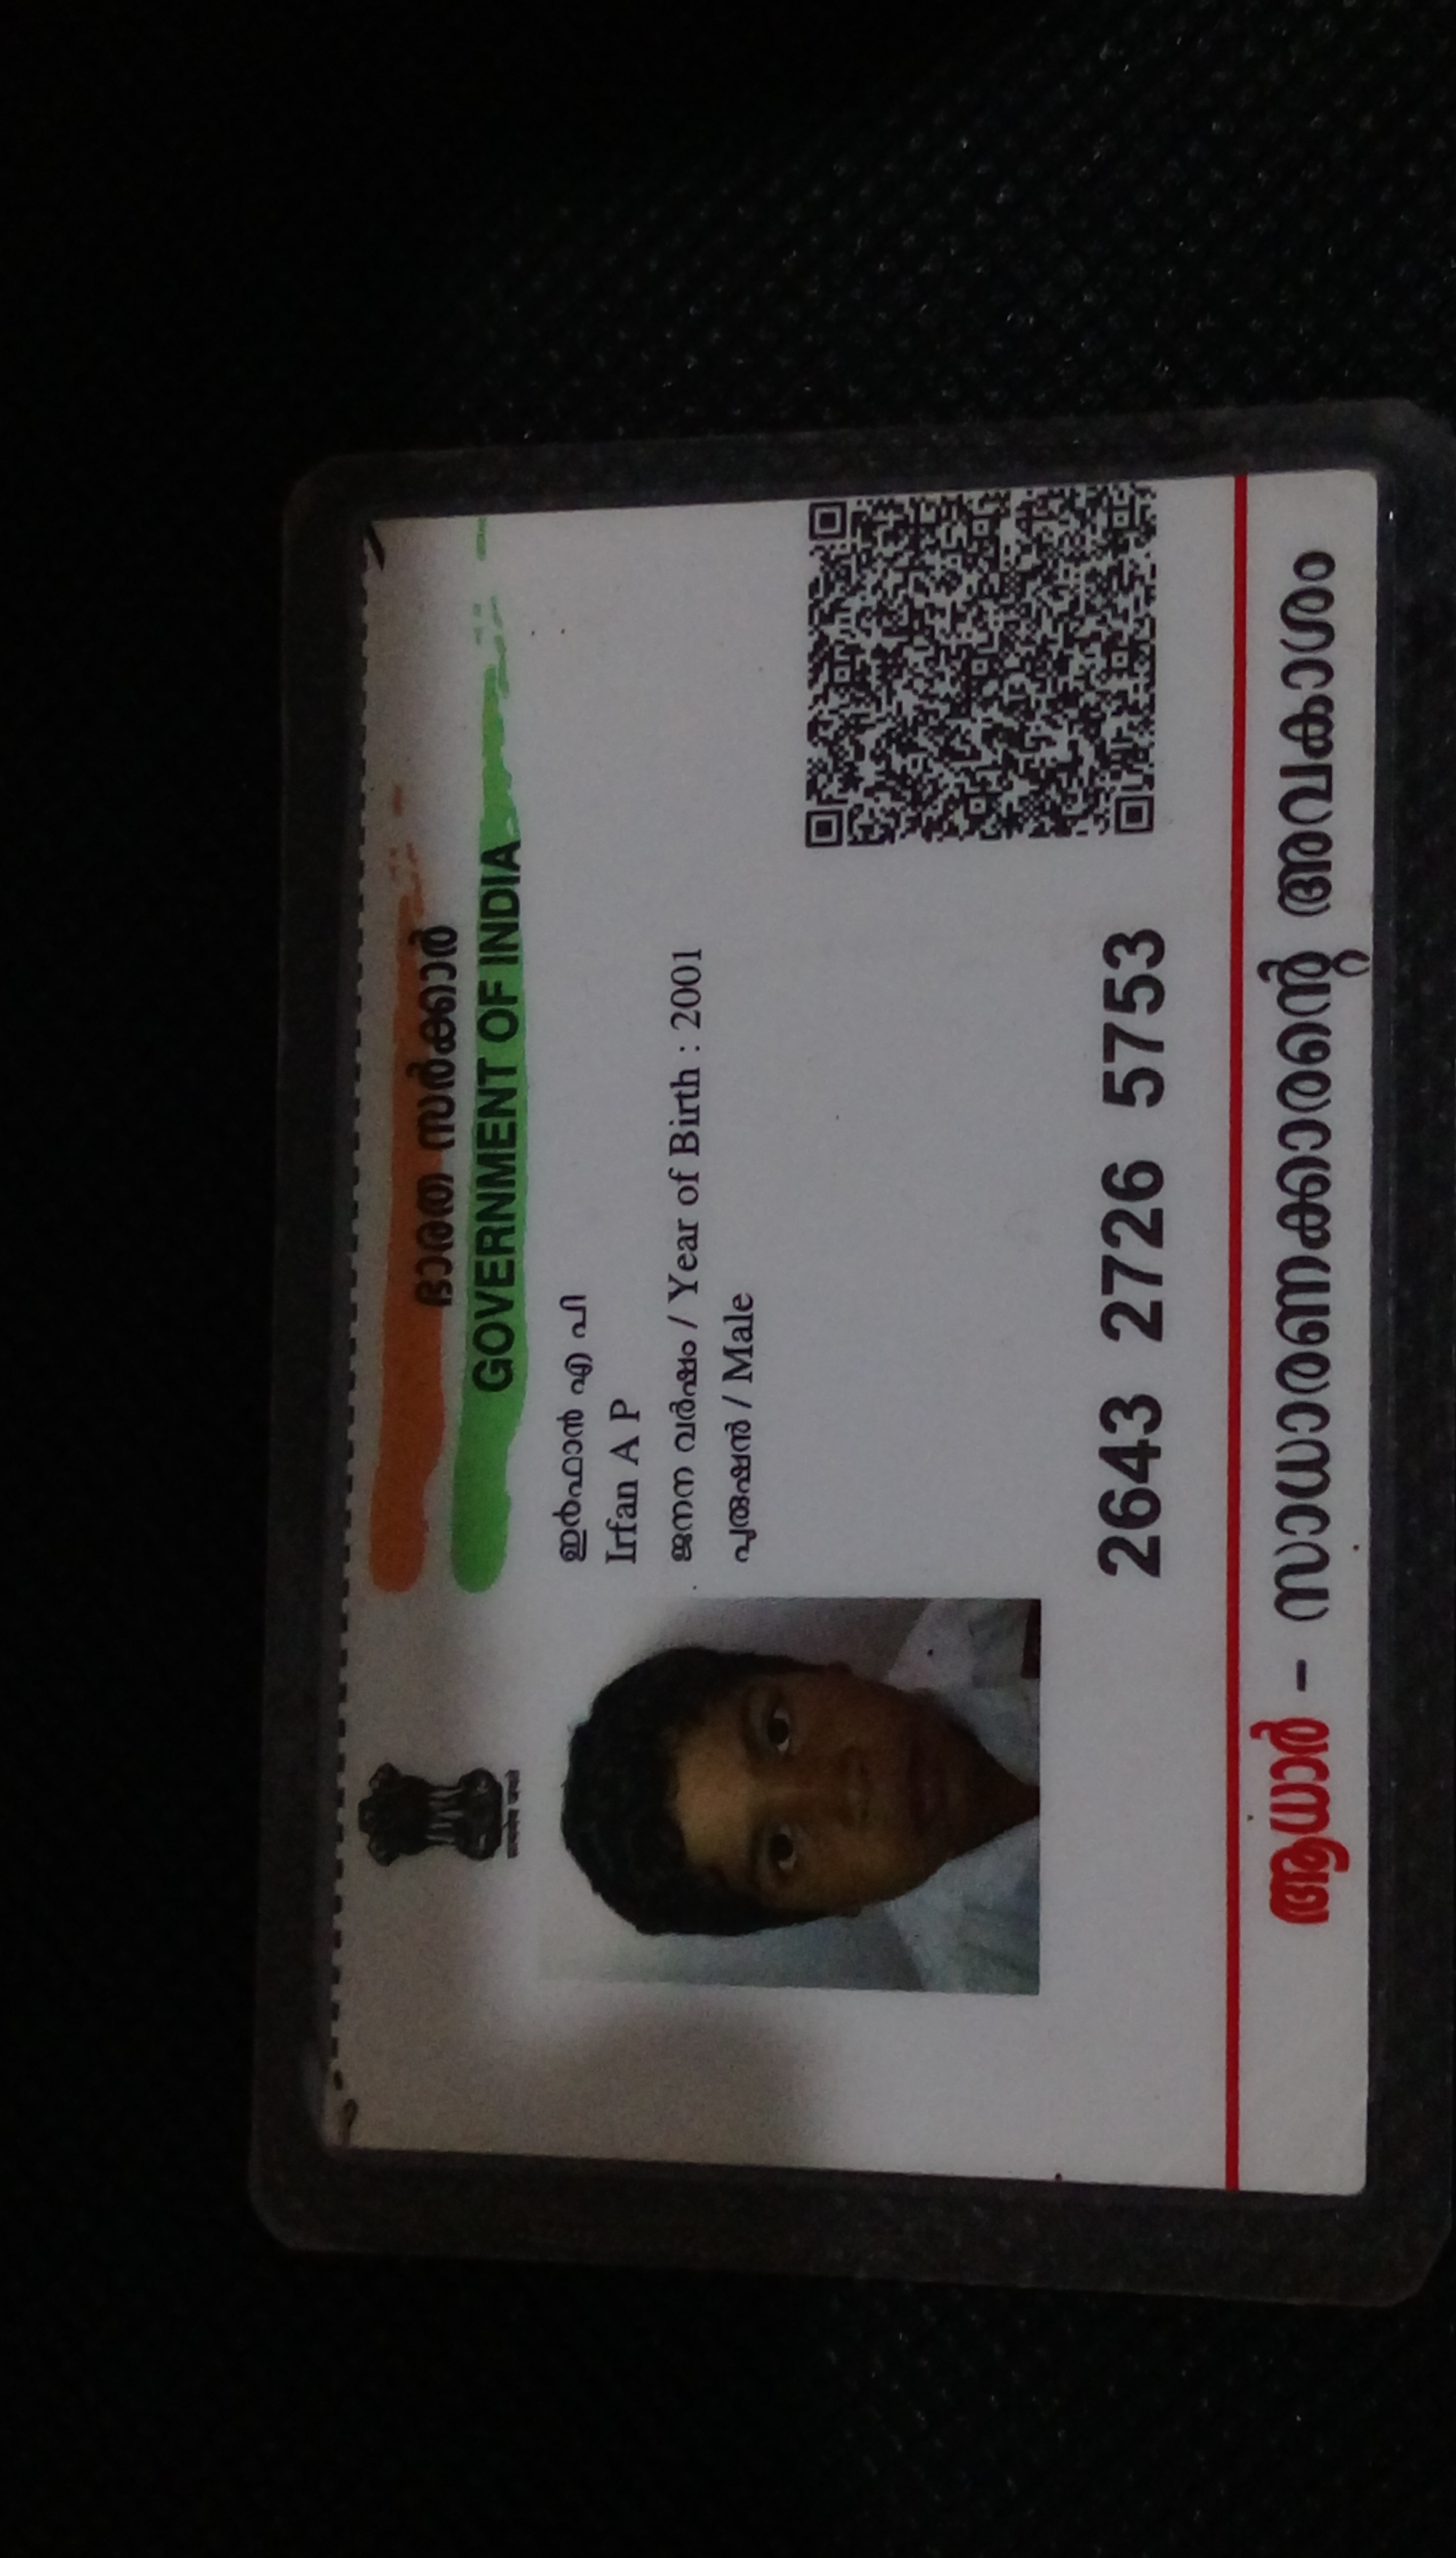 ഭാരത സർക്കാർ
GOVERNMENT OF INDIA
ഇർഫാൻ എ പി
Irfan A P
ജനന വർഷം / Year of Birth : 2001
പുരുഷൻ / Male
2643 2726 5753
ആധാർ - സാധാരണക്കാരന്റെ അവകാശം